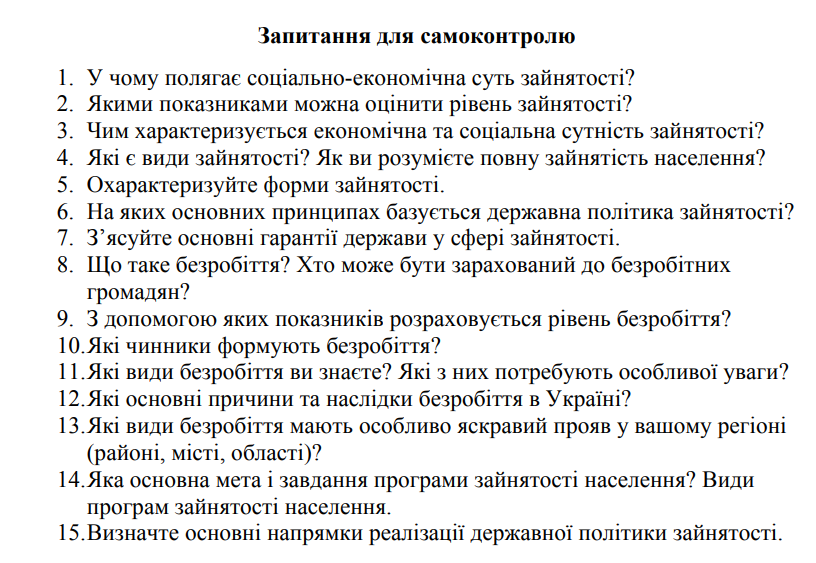 Запитання для самоконтролю
1. У чому полягає соціально-економічна суть зайнятості?
2. Якими показниками можна оцінити рівень зайнятості?
3. Чим характеризується економічна та соціальна сутність зайнятості?
4. Які є види зайнятості? Як ви розумієте повну зайнятість населення?
5. Охарактеризуйте форми зайнятості.
6. На яких основних принципах базується державна політика зайнятості?
7. З’ясуйте основні гарантії держави у сфері зайнятості.
8. Що таке безробіття? Хто може бути зарахований до безробітних
громадян?
9. З допомогою яких показників розраховується рівень безробіття?
10.Які чинники формують безробіття?
11.Які види безробіття ви знаєте? Які з них потребують особливої уваги?
12.Які основні причини та наслідки безробіття в Україні?
13.Які види безробіття мають особливо яскравий прояв у вашому регіоні
(районі, місті, області)?
14.Яка основна мета і завдання програми зайнятості населення? Види
програм зайнятості населення.
15.Визначте основні напрямки реалізації державної політики зайнятості.